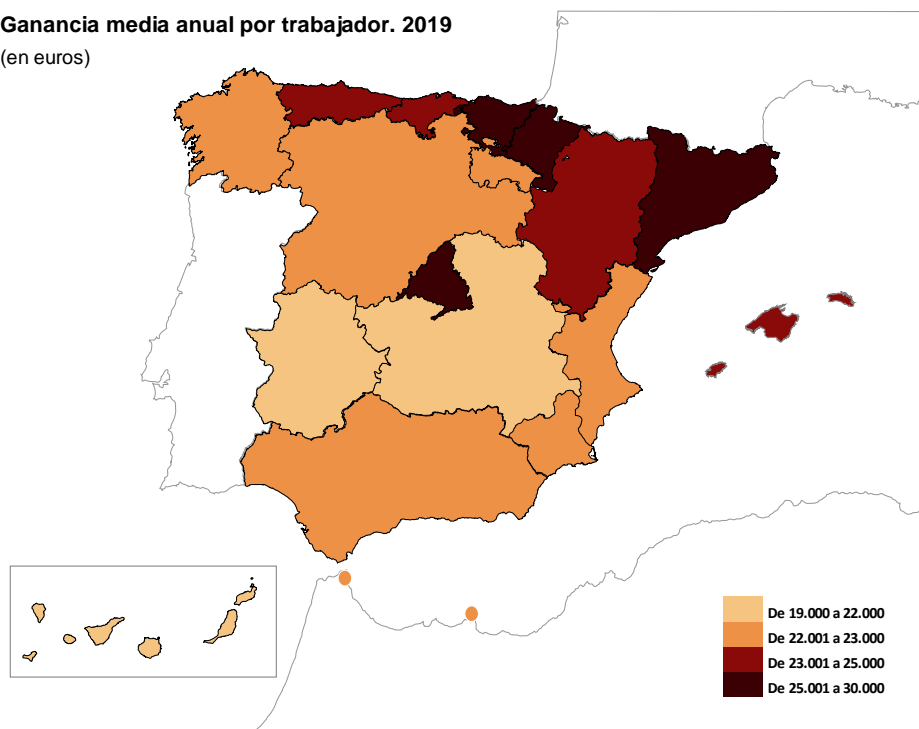 Ganancia media anual por trabajador. 2019
(en euros)
De 19.000 a 22.000
De 22.001 a 23.000
De 23.001 a 25.000
De 25.001 a 30.000